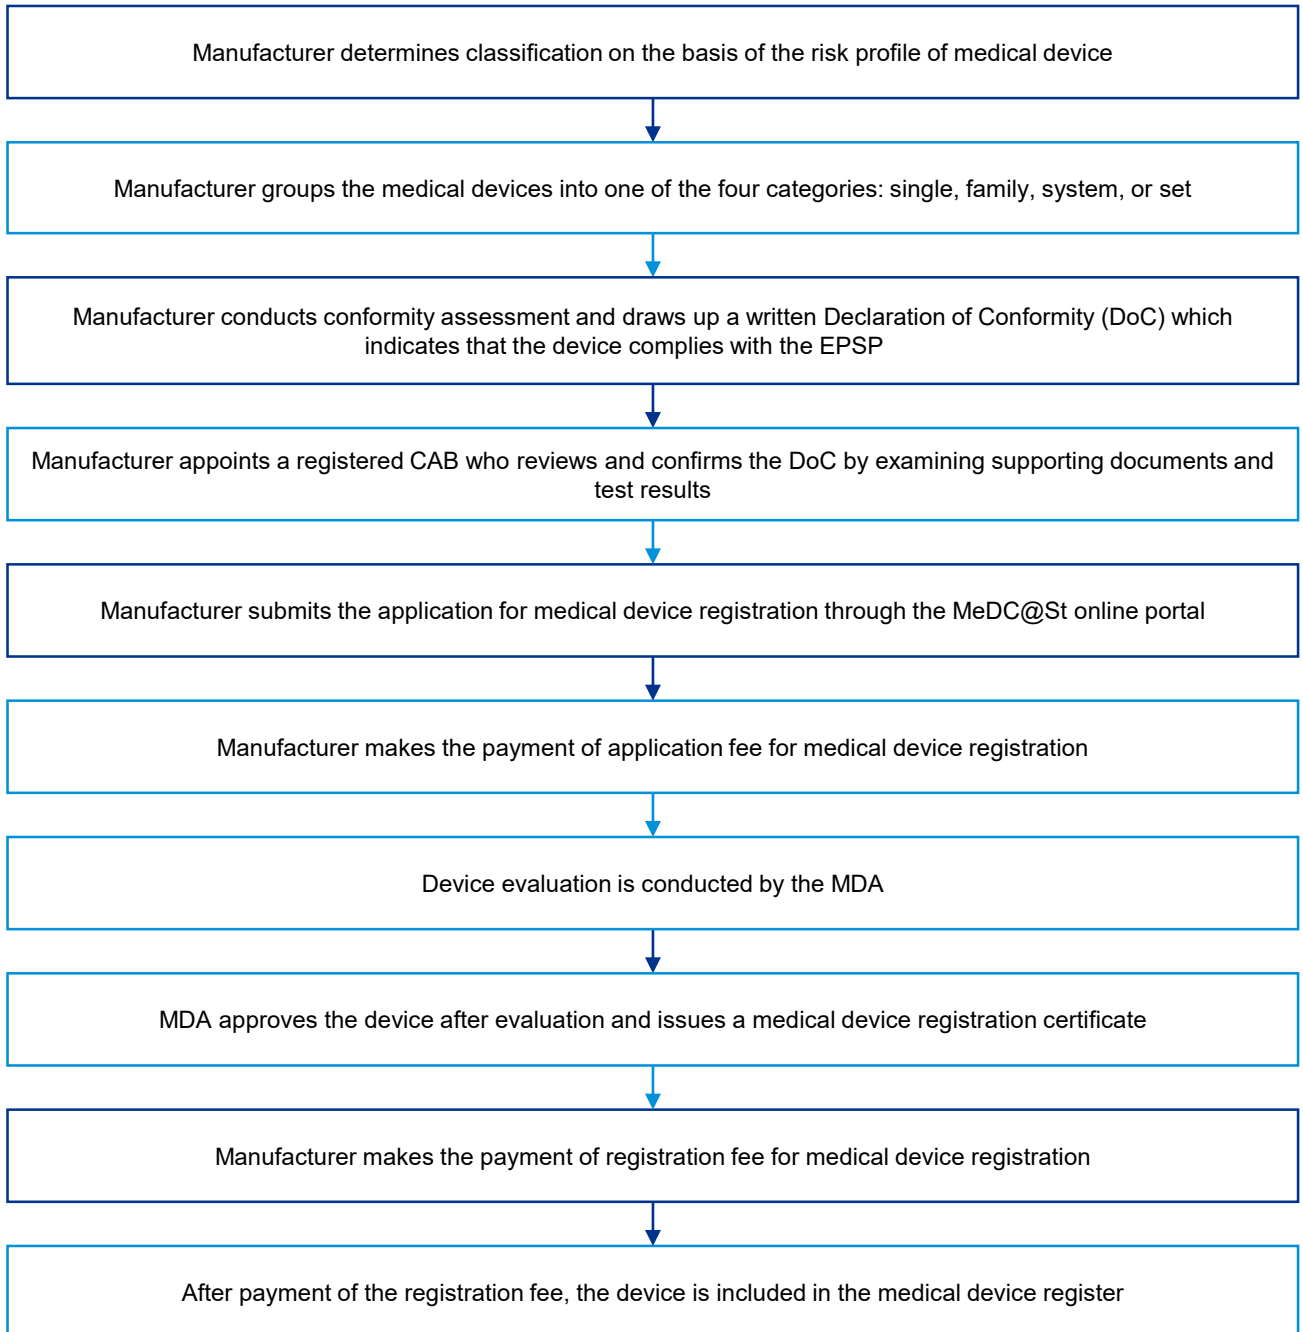 Manufacturer determines classification on the basis of the risk profile of medical device
Manufacturer groups the medical devices into one of the four categories: single, family, system, or set
Manufacturer conducts conformity assessment and draws up a written Declaration of Conformity (DoC) which
indicates that the device complies with the EPSP
Manufacturer appoints a registered CAB who reviews and confirms the DoC by examining supporting documents and
test results
Manufacturer submits the application for medical device registration through the MeDC@St online portal
Manufacturer makes the payment of application fee for medical device registration
Device evaluation is conducted by the MDA
MDA approves the device after evaluation and issues a medical device registration certificate
Manufacturer makes the payment of registration fee for medical device registration
After payment of the registration fee, the device is included in the medical device register